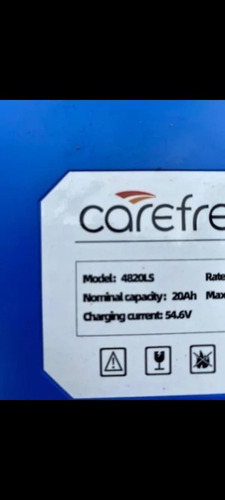 carefre
Model: 4820LS Rate
Nominal capacity: 20Ah Max
Charging current: 54.6V